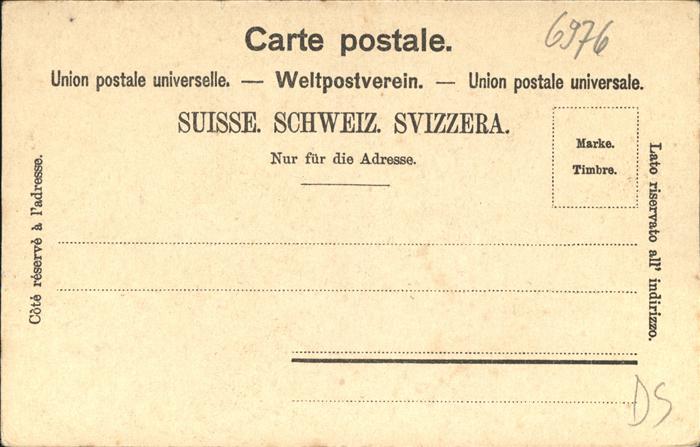 Carte postale.
6976
Union postale universelle. — Weltpostverein. — Union postale universale.
SUISSE. SCHWEIZ. SVIZZERA.
Nur für die Adresse.
Marke.
Timbre.
Côté réservé à l'adresse.
Lato riservato all' indirizzo.
DS